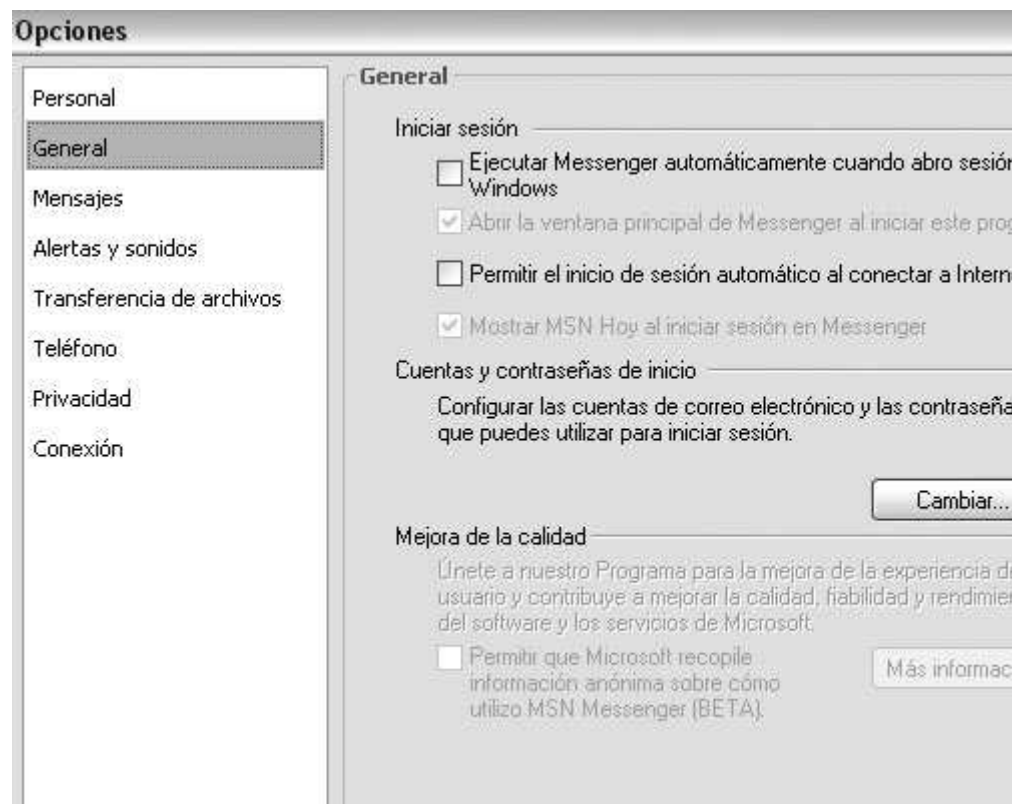 Opciones
Personal
General
Mensajes
Alertas y sonidos
Transferencia de archivos
Teléfono
Privacidad
Conexión
General
Iniciar sesión
Ejecutar Messenger automáticamente cuando abro sesión
Windows
Abrir la ventana principal de Messenger al iniciar este
Permitir el inicio de sesión automático al conectar a
Mostrar MSN Hoy al iniciar sesión en Messenger
Cuentas y contraseñas de inicio
Configurar las cuentas de correo electrónico y las
que puedes utilizar para iniciar sesión.
Cambiar...
Mejora de la calidad
Únete a nuestro Programa para la mejora de la experiencia
usuario y contribuye a mejorar la calidad, fiabilidad y
del software y los servicios de Microsoft.
Permitir que Microsoft recopile
información anónima sobre cómo
utilizo MSN Messenger (BETA).
Más